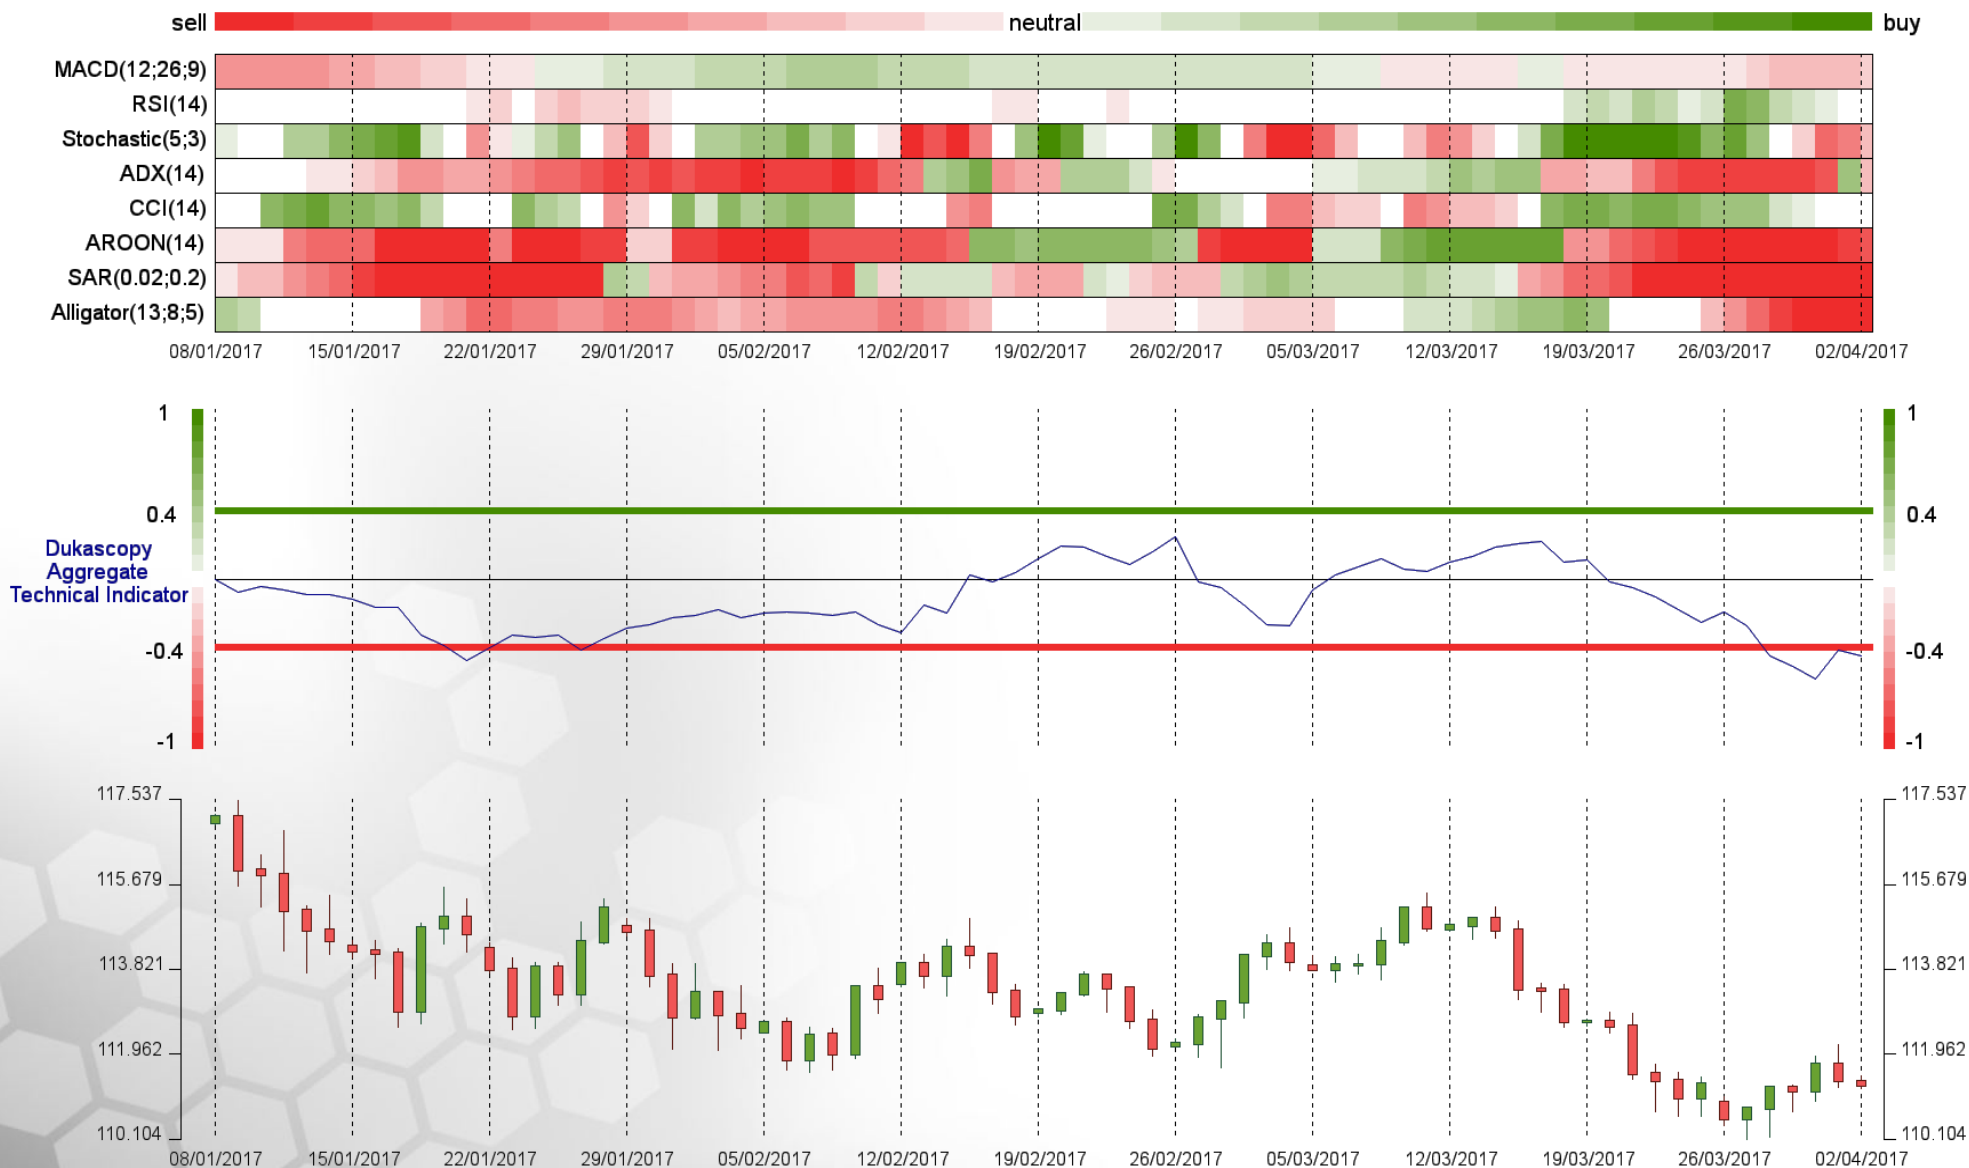 sell neutral buy
MACD(12;26;9)
RSI(14)
Stochastic(5;3)
ADX(14)
CCI(14)
AROON(14)
SAR(0.02;0.2)
Alligator(13;8;5)
08/01/2017 15/01/2017 22/01/2017 29/01/2017 05/02/2017 12/02/2017 19/02/2017 26/02/2017 05/03/2017 12/03/2017 19/03/2017 26/03/2017 02/04/2017
1 1
0.4 0.4
Dukascopy
Aggregate
Technical Indicator
-0.4 -0.4
-1 -1
117.537 117.537
115.679 115.679
113.821 113.821
111.962 111.962
110.104 110.104
08/01/2017 15/01/2017 22/01/2017 29/01/2017 05/02/2017 12/02/2017 19/02/2017 26/02/2017 05/03/2017 12/03/2017 19/03/2017 26/03/2017 02/04/2017